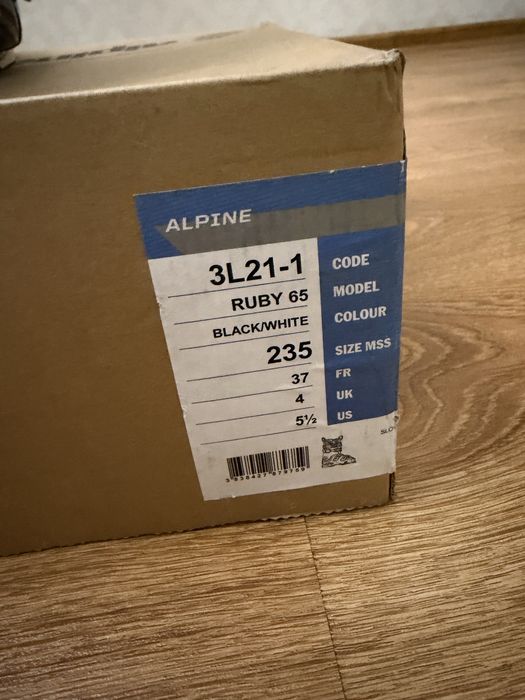 ALPINE
3L21-1 CODE
RUBY 65 MODEL
BLACK/WHITE COLOUR
235 SIZE MSS
37 FR
4 UK
5½ US